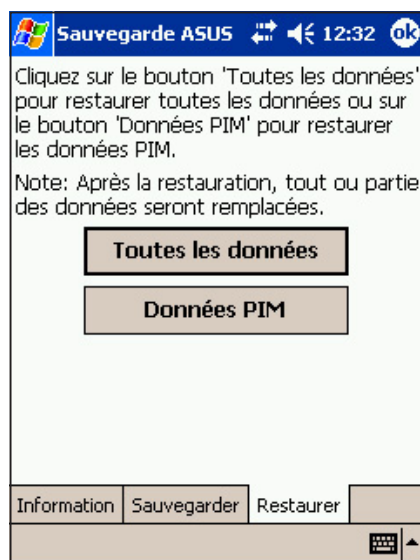 Sauvegarde ASUS 12:32 ok
Cliquez sur le bouton 'Toutes les données'
pour restaurer toutes les données ou sur
le bouton 'Données PIM' pour restaurer
les données PIM.
Note: Après la restauration, tout ou partie
des données seront remplacées.
Toutes les données
Données PIM
Information Sauvegarder Restaurer